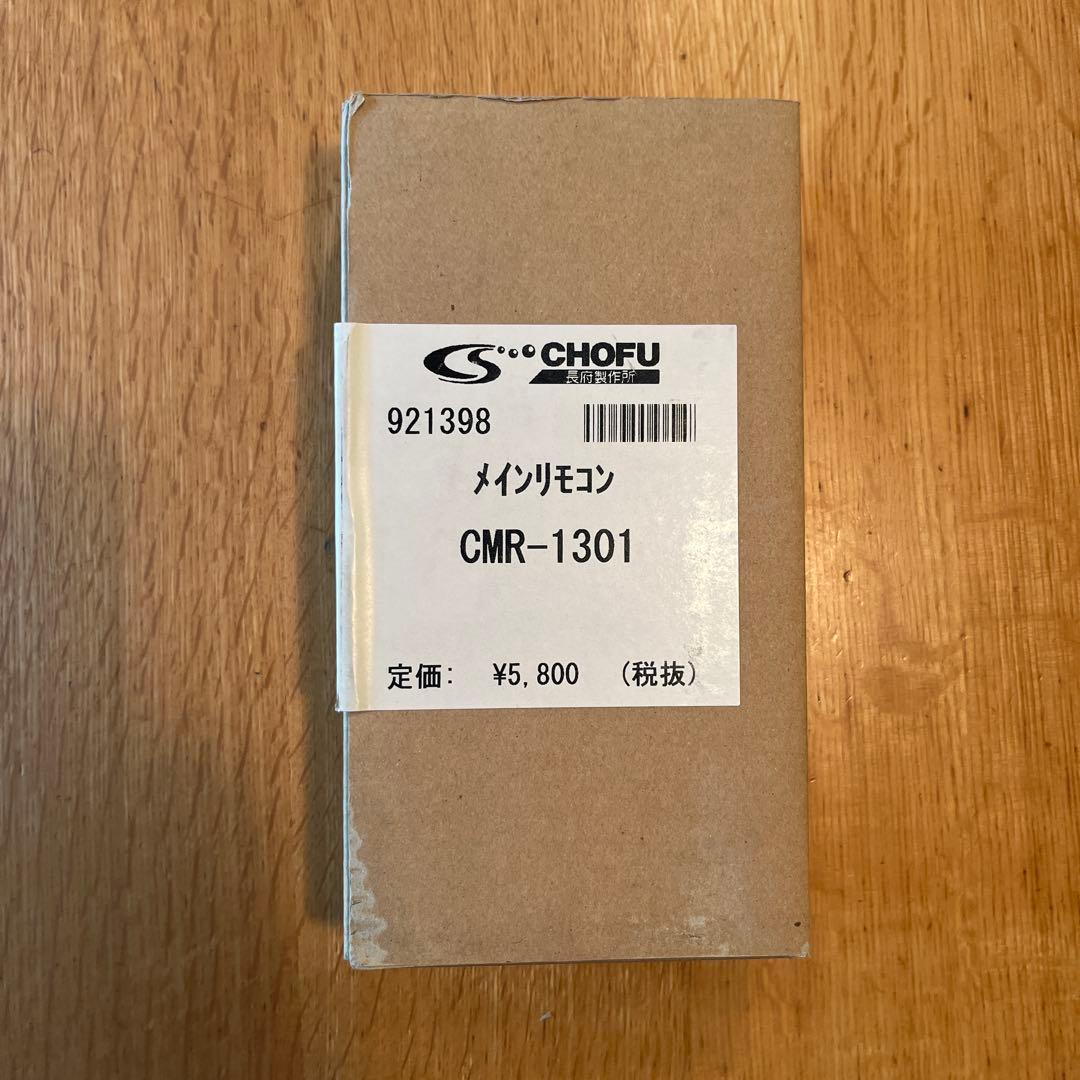 CS CHOFU
長府製作所
921398
ﾒｲﾝﾘﾓｺﾝ
CMR-1301
定価: ¥5,800 (税抜)